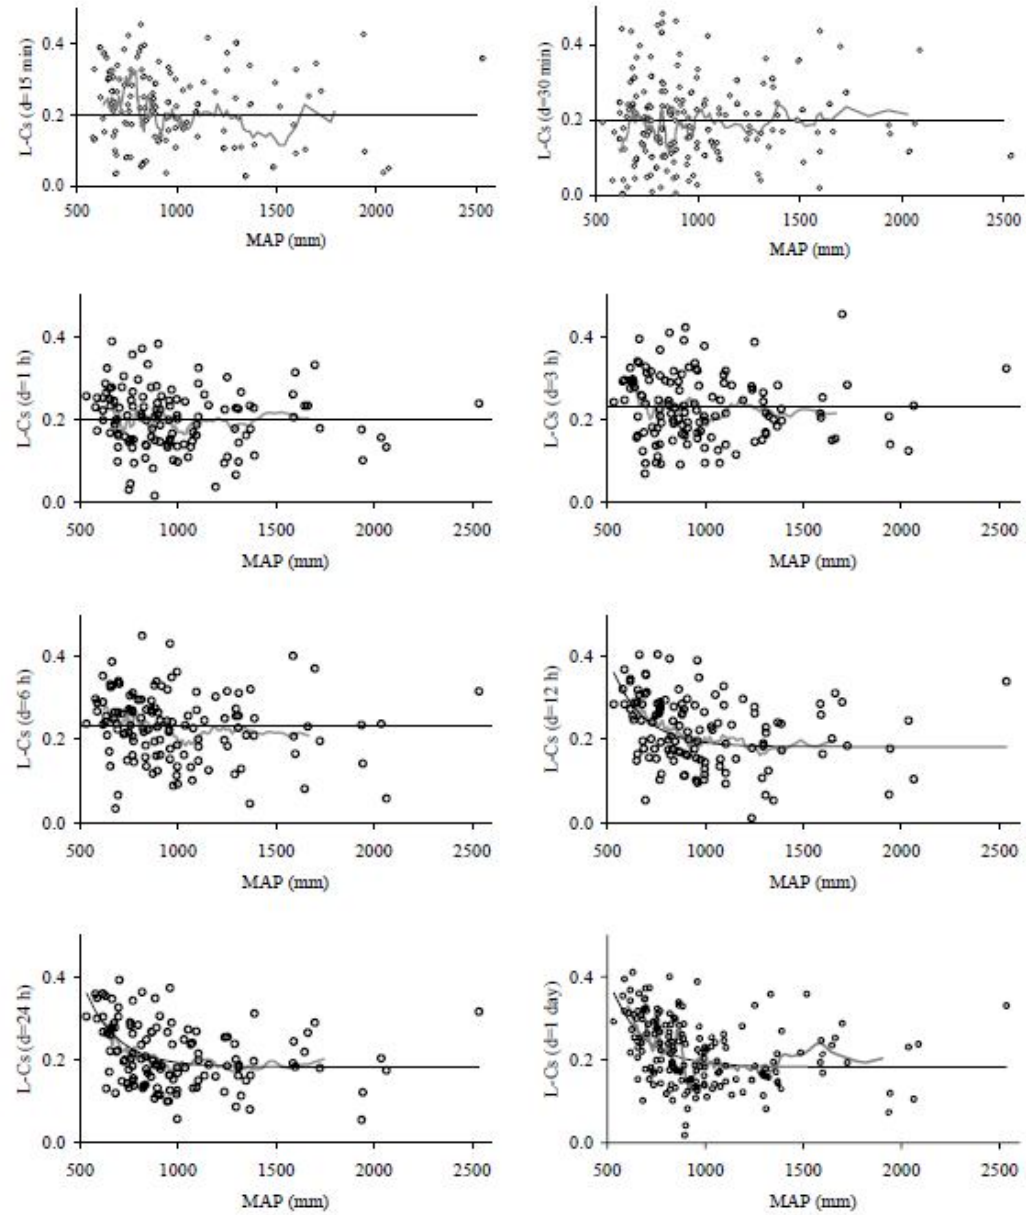 L-Cs (d=15 min)
0.4
0.2
0.0
500 1000 1500 2000 2500
MAP (mm)
L-Cs (d=30 min)
0.4
0.2
0.0
500 1000 1500 2000 2500
MAP (mm)
L-Cs (d=1 h)
0.4
0.2
0.0
500 1000 1500 2000 2500
MAP (mm)
L-Cs (d=3 h)
0.4
0.2
0.0
500 1000 1500 2000 2500
MAP (mm)
L-Cs (d=6 h)
0.4
0.2
0.0
500 1000 1500 2000 2500
MAP (mm)
L-Cs (d=12 h)
0.4
0.2
0.0
500 1000 1500 2000 2500
MAP (mm)
L-Cs (d=24 h)
0.4
0.2
0.0
500 1000 1500 2000 2500
MAP (mm)
L-Cs (d=1 day)
0.4
0.2
0.0
500 1000 1500 2000 2500
MAP (mm)